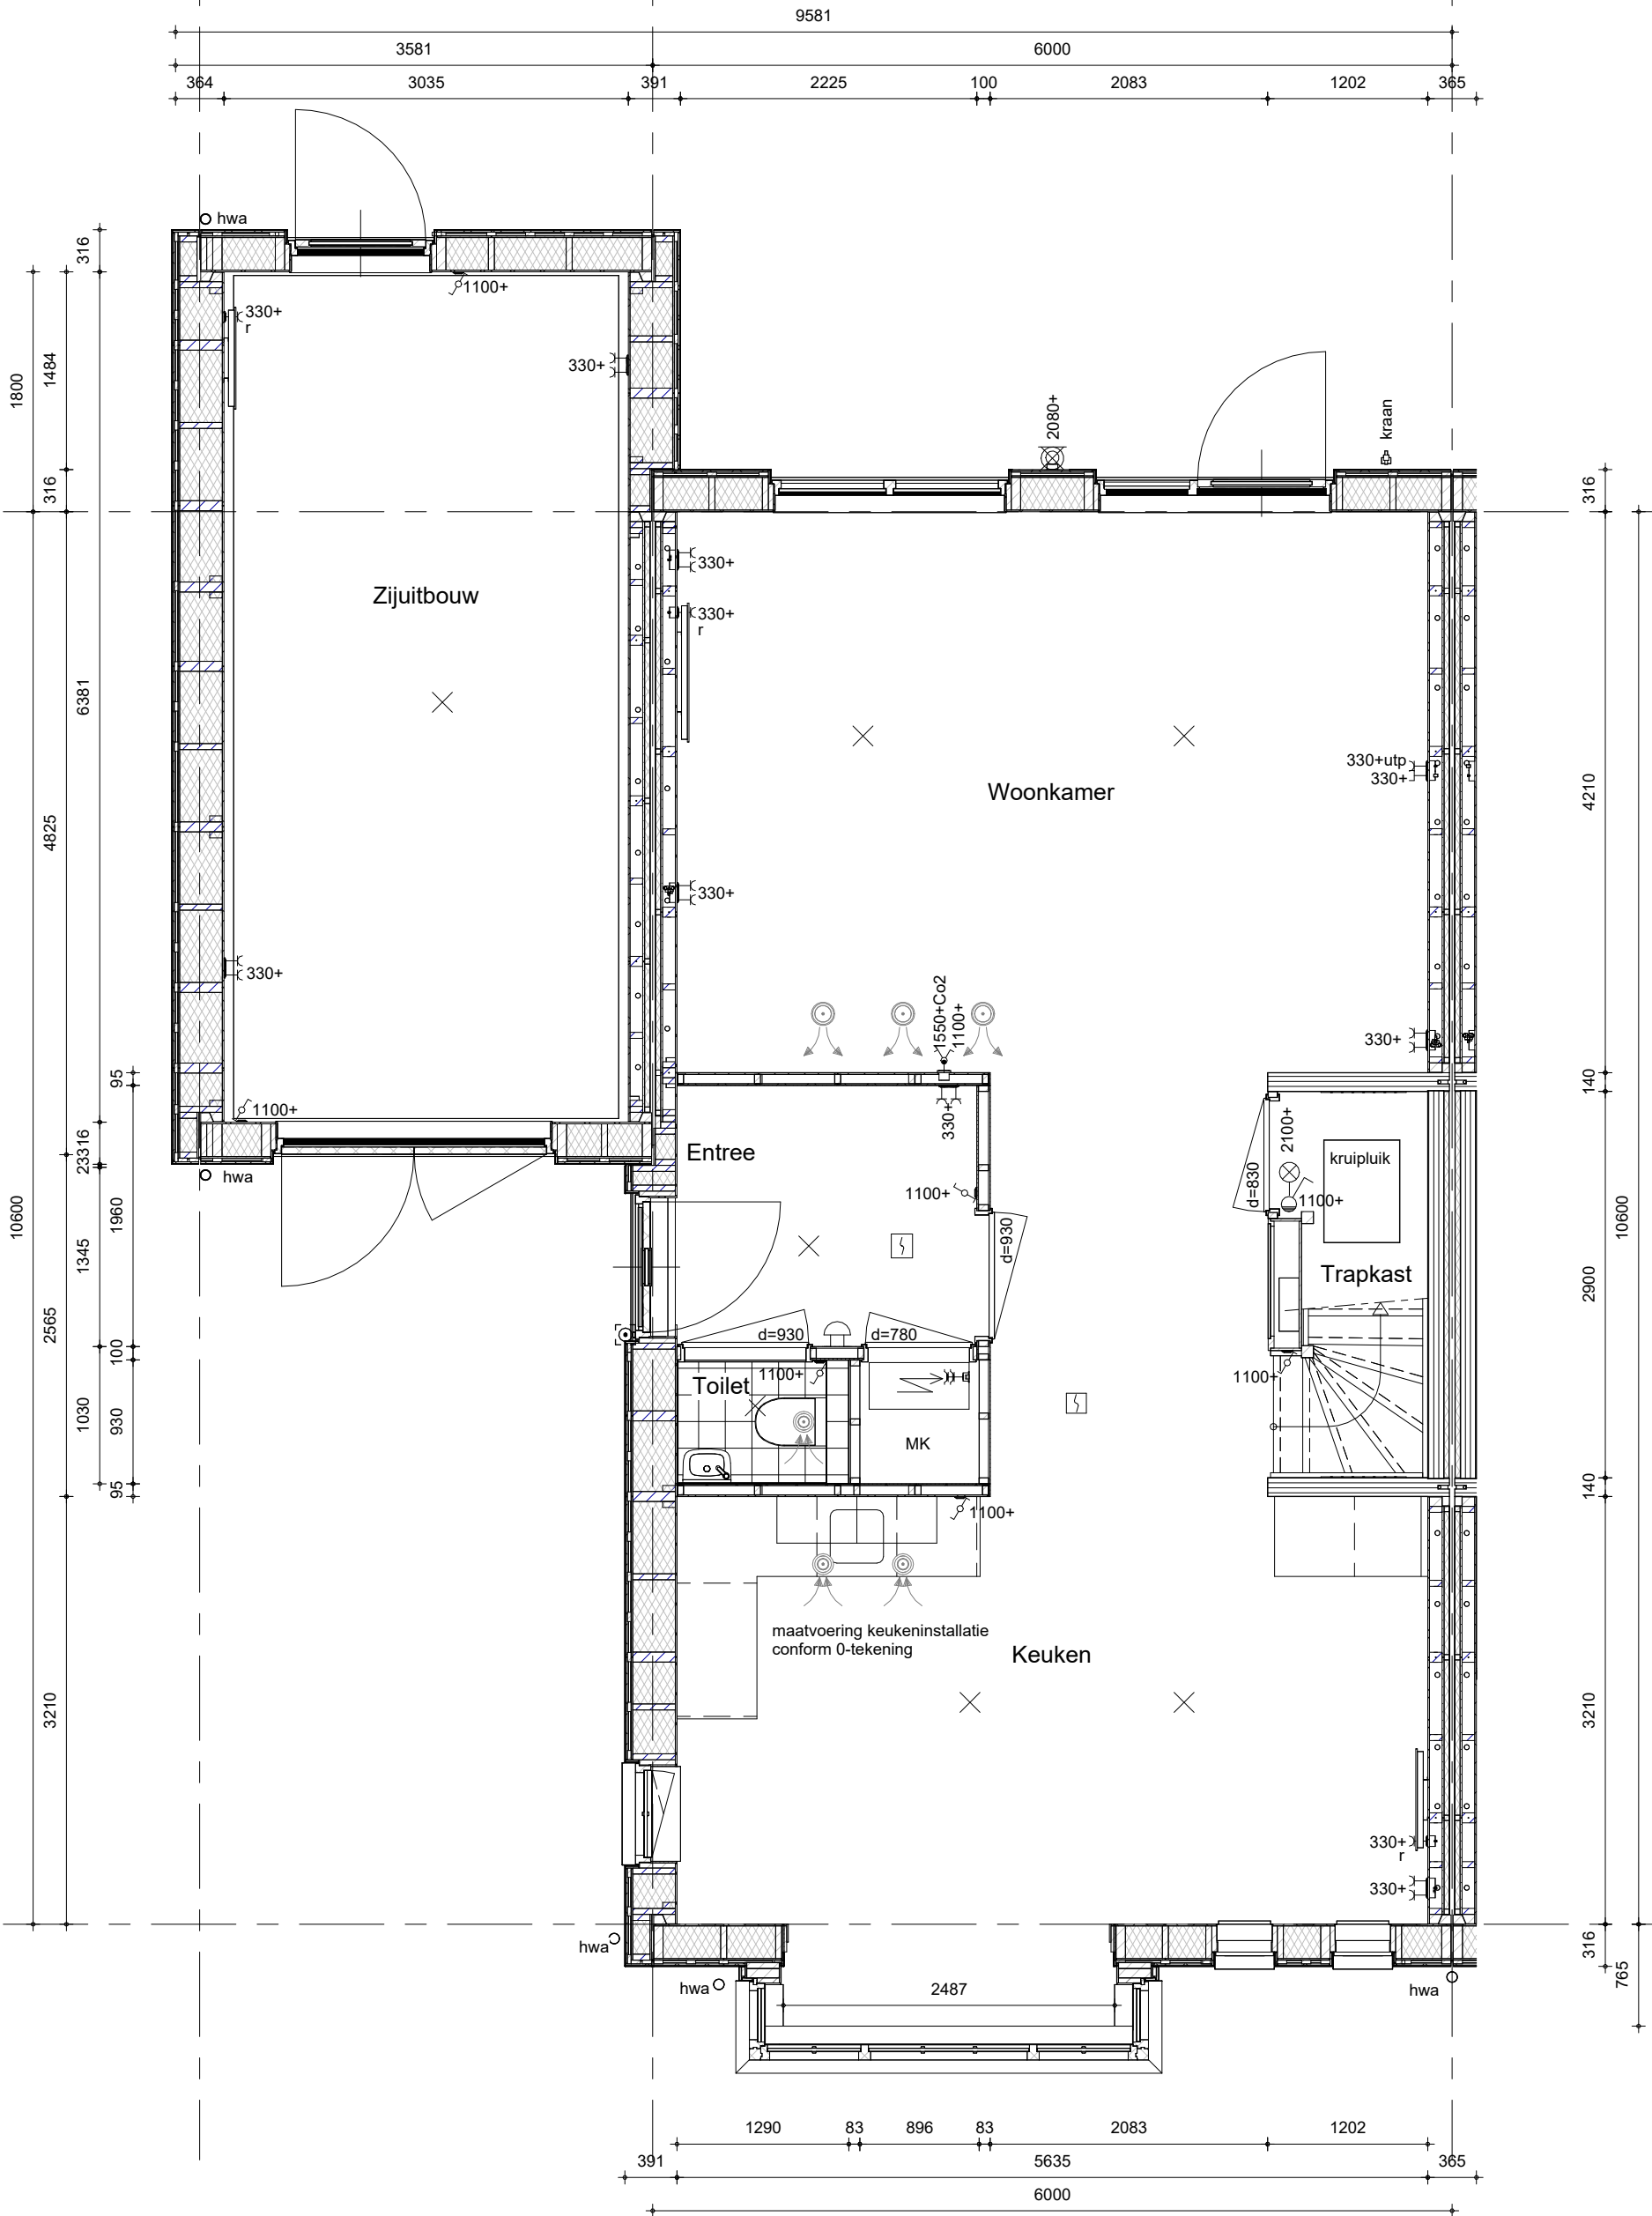 9581
3581
6000
364
3035
391
2225
100
2083
1202
365
hwa
316
1800
1484
316
1100+
330+
r
330+
2080+
kraan
316
Zijuitbouw
330+
330+
r
6381
4825
Woonkamer
330+utp
330+
4210
330+
330+
1550+Co2
1100+
330+
95
1100+
330+
140
23316
hwa
Entree
2100+
kruipluik
d=830
1100+
1100+
10600
1960
1345
d=930
10600
Trapkast
2900
2565
100
d=930
d=780
1100+
1100+
Toilet
1030
930
MK
95
140
1100+
maatvoering keukeninstallatie
conform 0-tekening
Keuken
3210
3210
330+
r
330+
hwa
316
765
hwa
2487
hwa
1290
83
896
83
2083
1202
391
5635
365
6000